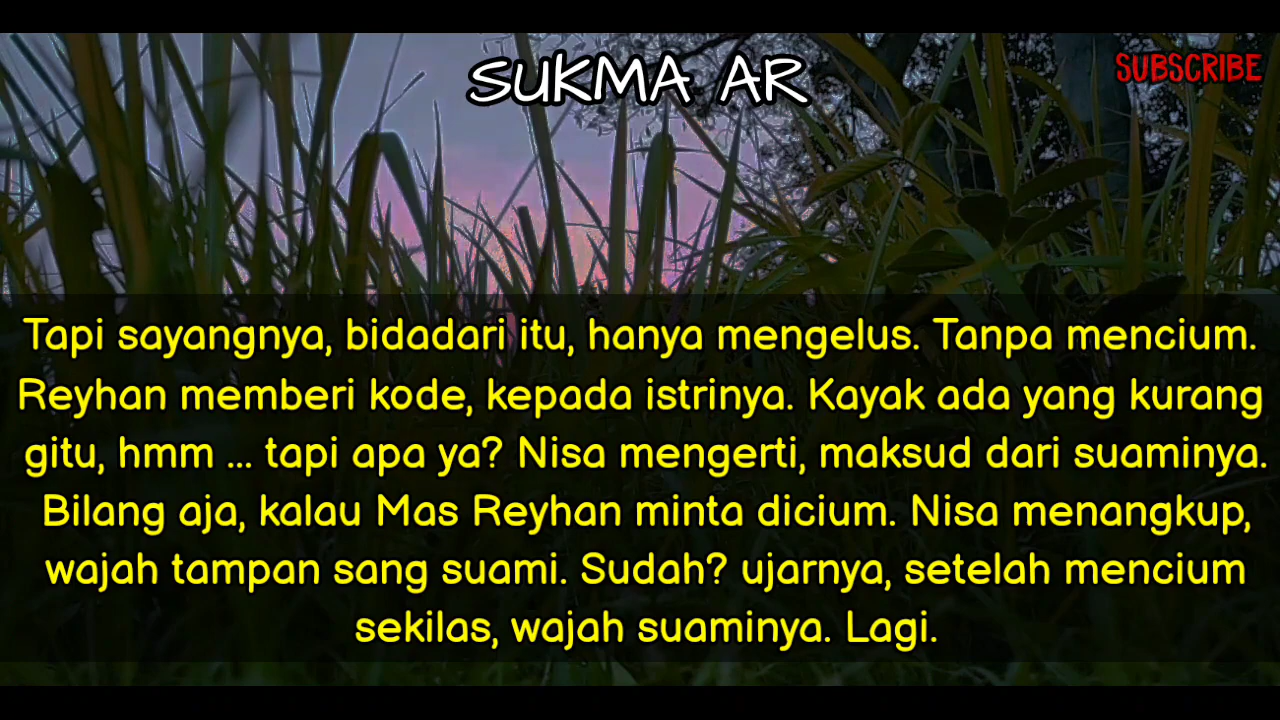 SUKMA AR
SUBSCRIBE
Tapi sayangnya, bidadari itu, hanya mengelus. Tanpa mencium.
Reyhan memberi kode, kepada istrinya. Kayak ada yang kurang
gitu, hmm ... tapi apa ya? Nisa mengerti, maksud dari suaminya.
Bilang aja, kalau Mas Reyhan minta dicium. Nisa menangkup,
wajah tampan sang suami. Sudah? ujarnya, setelah mencium
sekilas, wajah suaminya. Lagi.